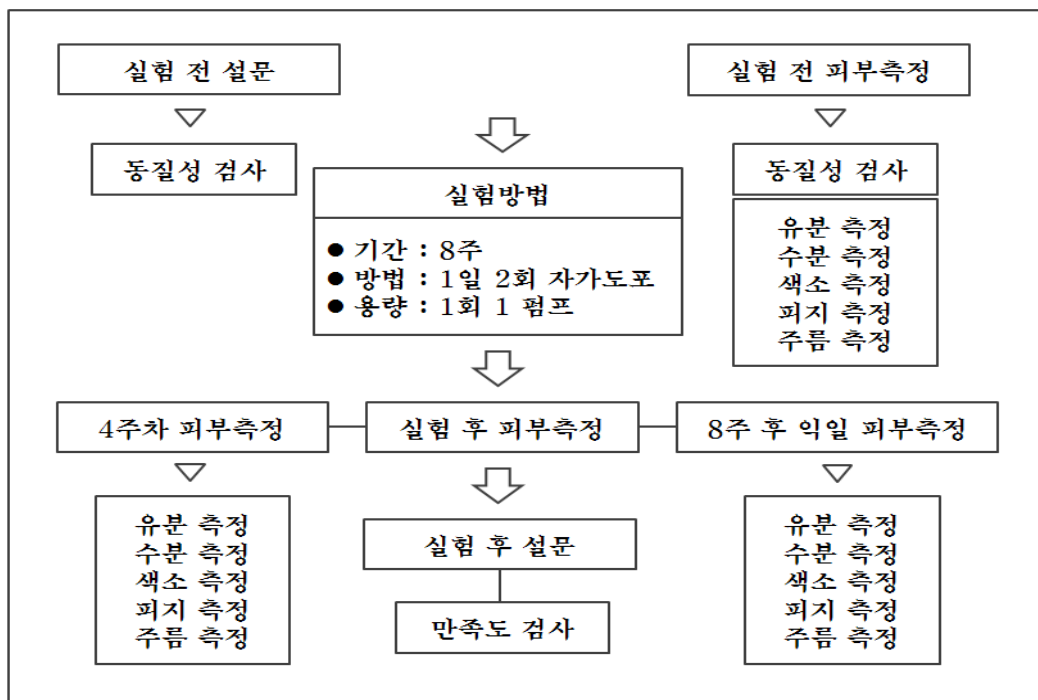 실험 전 설문
실험 전 피부측정
동질성 검사
동질성 검사
실험방법
● 기간 : 8주
● 방법 : 1일 2회 자가도포
● 용량 : 1회 1 펌프
유분 측정
수분 측정
색소 측정
피지 측정
주름 측정
4주차 피부측정
실험 후 피부측정
8주 후 익일 피부측정
유분 측정
수분 측정
색소 측정
피지 측정
주름 측정
실험 후 설문
만족도 검사
유분 측정
수분 측정
색소 측정
피지 측정
주름 측정